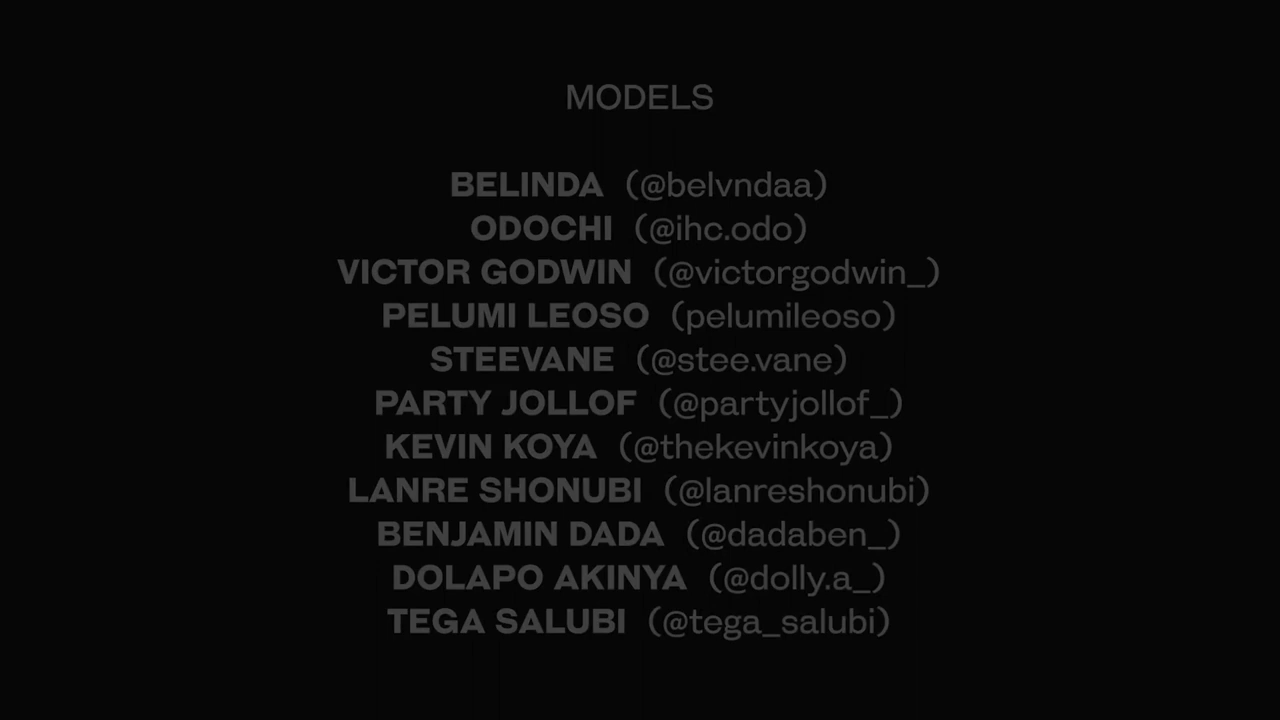 MODELS
BELINDA (@belvndaa)
ODOCHI (@ihc.odo)
VICTOR GODWIN (@victorgodwin_)
PELUMI LEOSO (pelumileoso)
STEEVANE (@stee.vane)
PARTY JOLLOF (@partyjollof_)
KEVIN KOYA (@thekevinkoya)
LANRE SHONUBI (@lanreshonubi)
BENJAMIN DADA (@dadaben_)
DOLAPO AKINYA (@dolly.a_)
TEGA SALUBI (@tega_salubi)